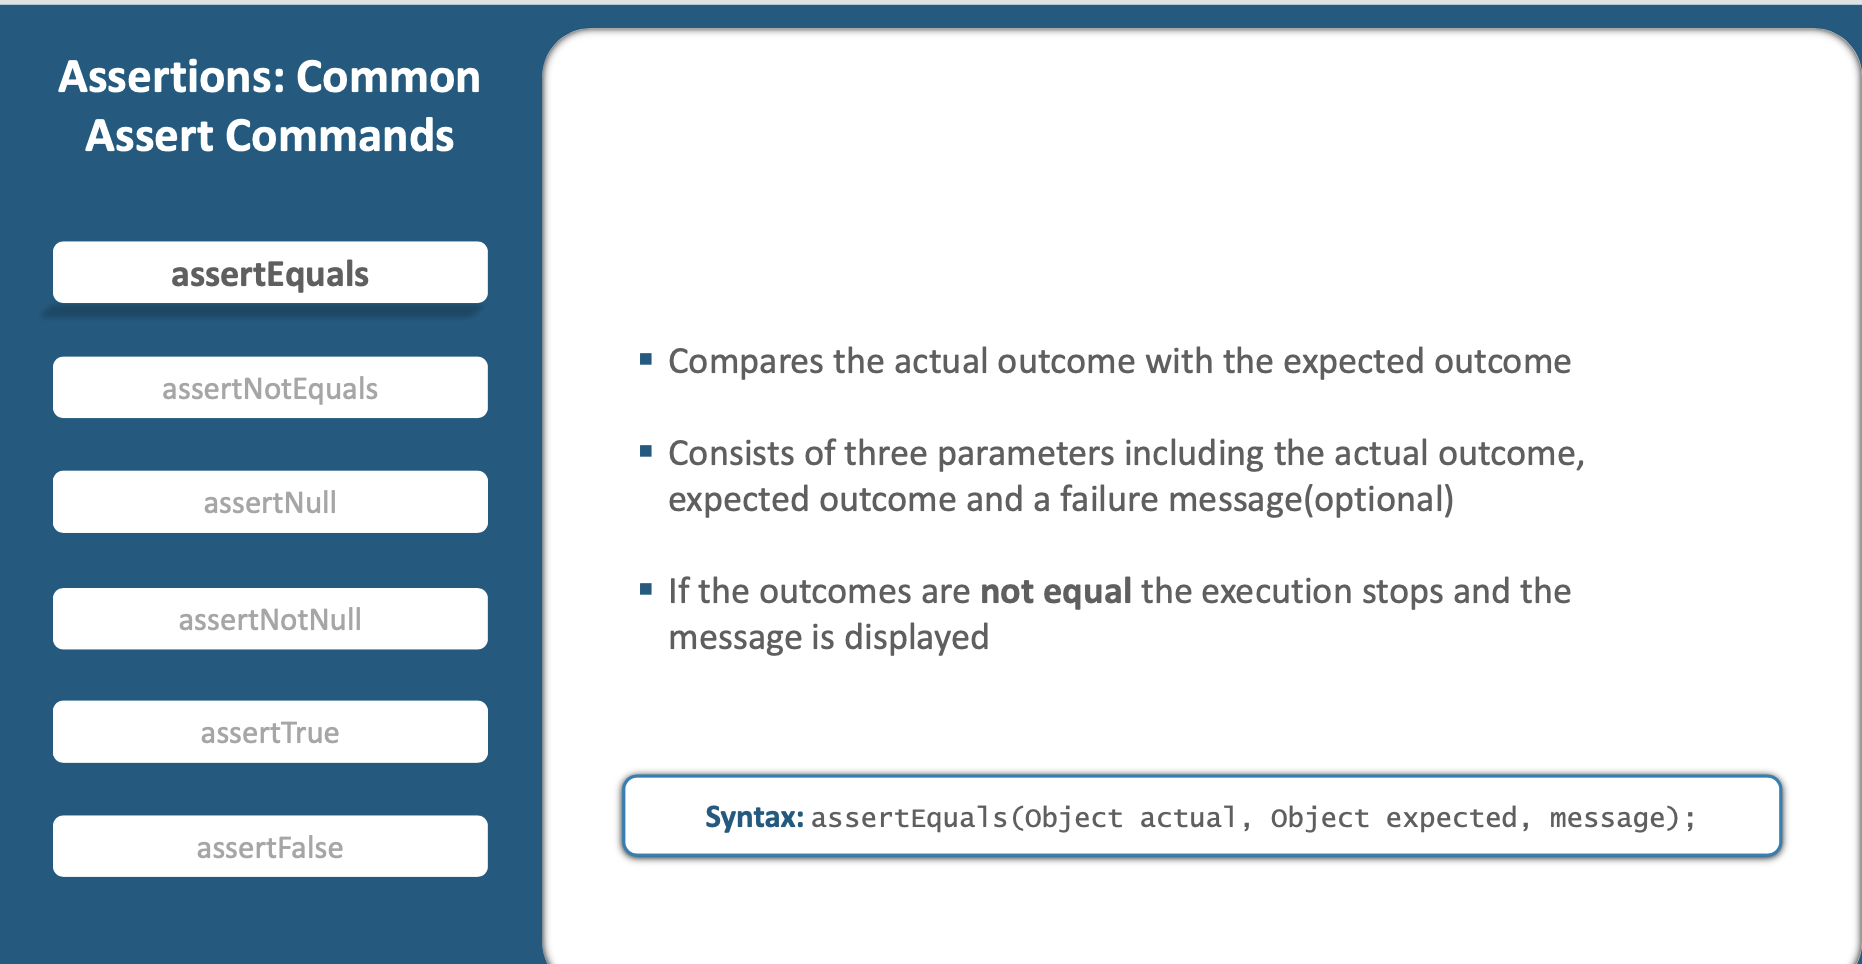 Assertions: Common
Assert Commands
assertEquals
assertNotEquals
assertNull
assertNotNull
assertTrue
assertFalse
▪ Compares the actual outcome with the expected outcome
▪ Consists of three parameters including the actual outcome,
expected outcome and a failure message(optional)
▪ If the outcomes are not equal the execution stops and the
message is displayed
Syntax: assertEquals(Object actual, Object expected, message);